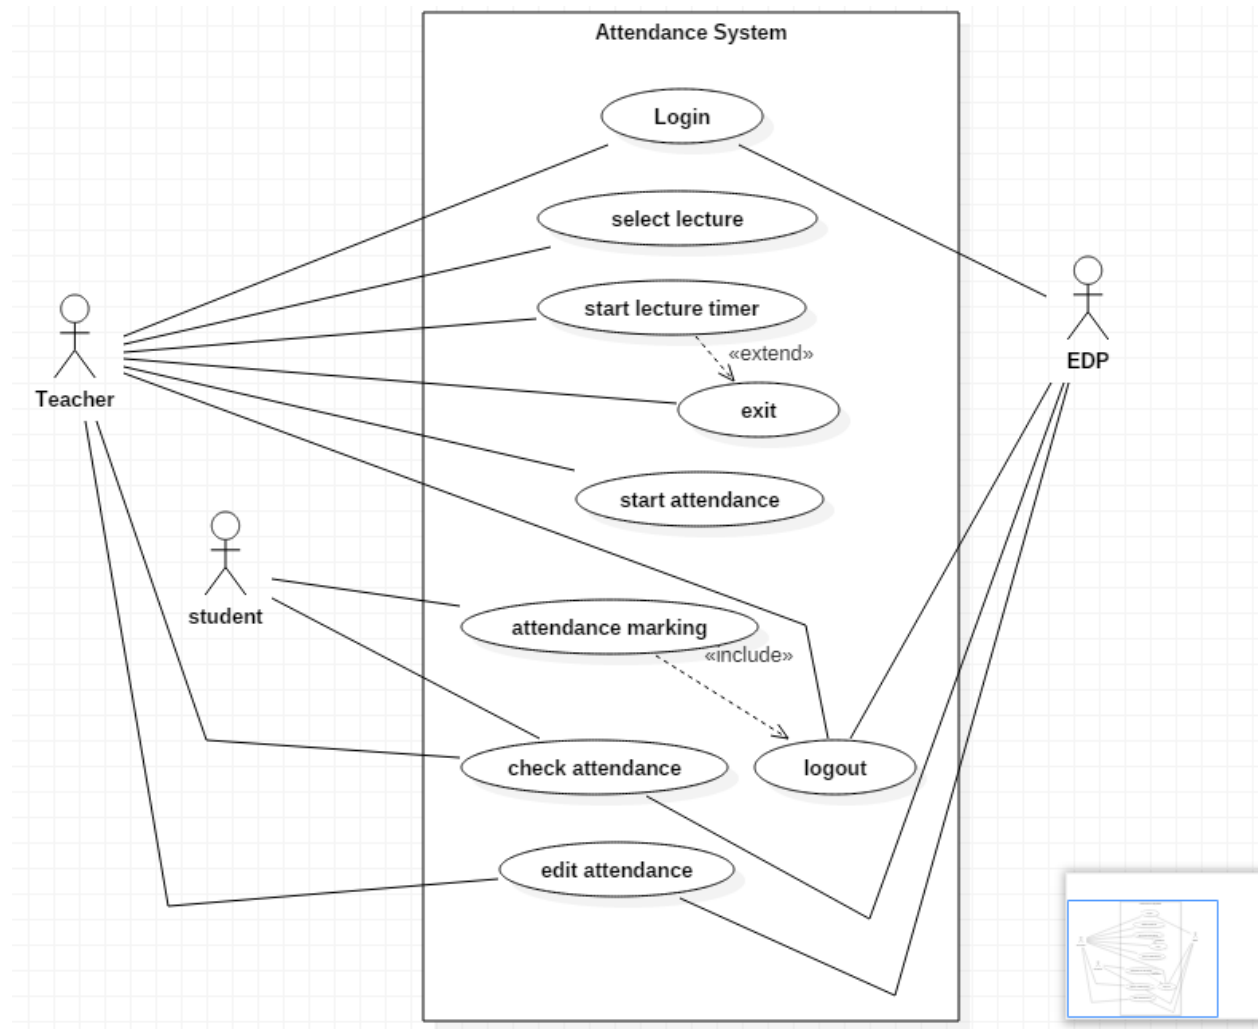 Attendance System
Login
select lecture
start lecture timer
«extend»
EDP
Teacher
exit
start attendance
student
attendance marking
«include»
check attendance
logout
edit attendance